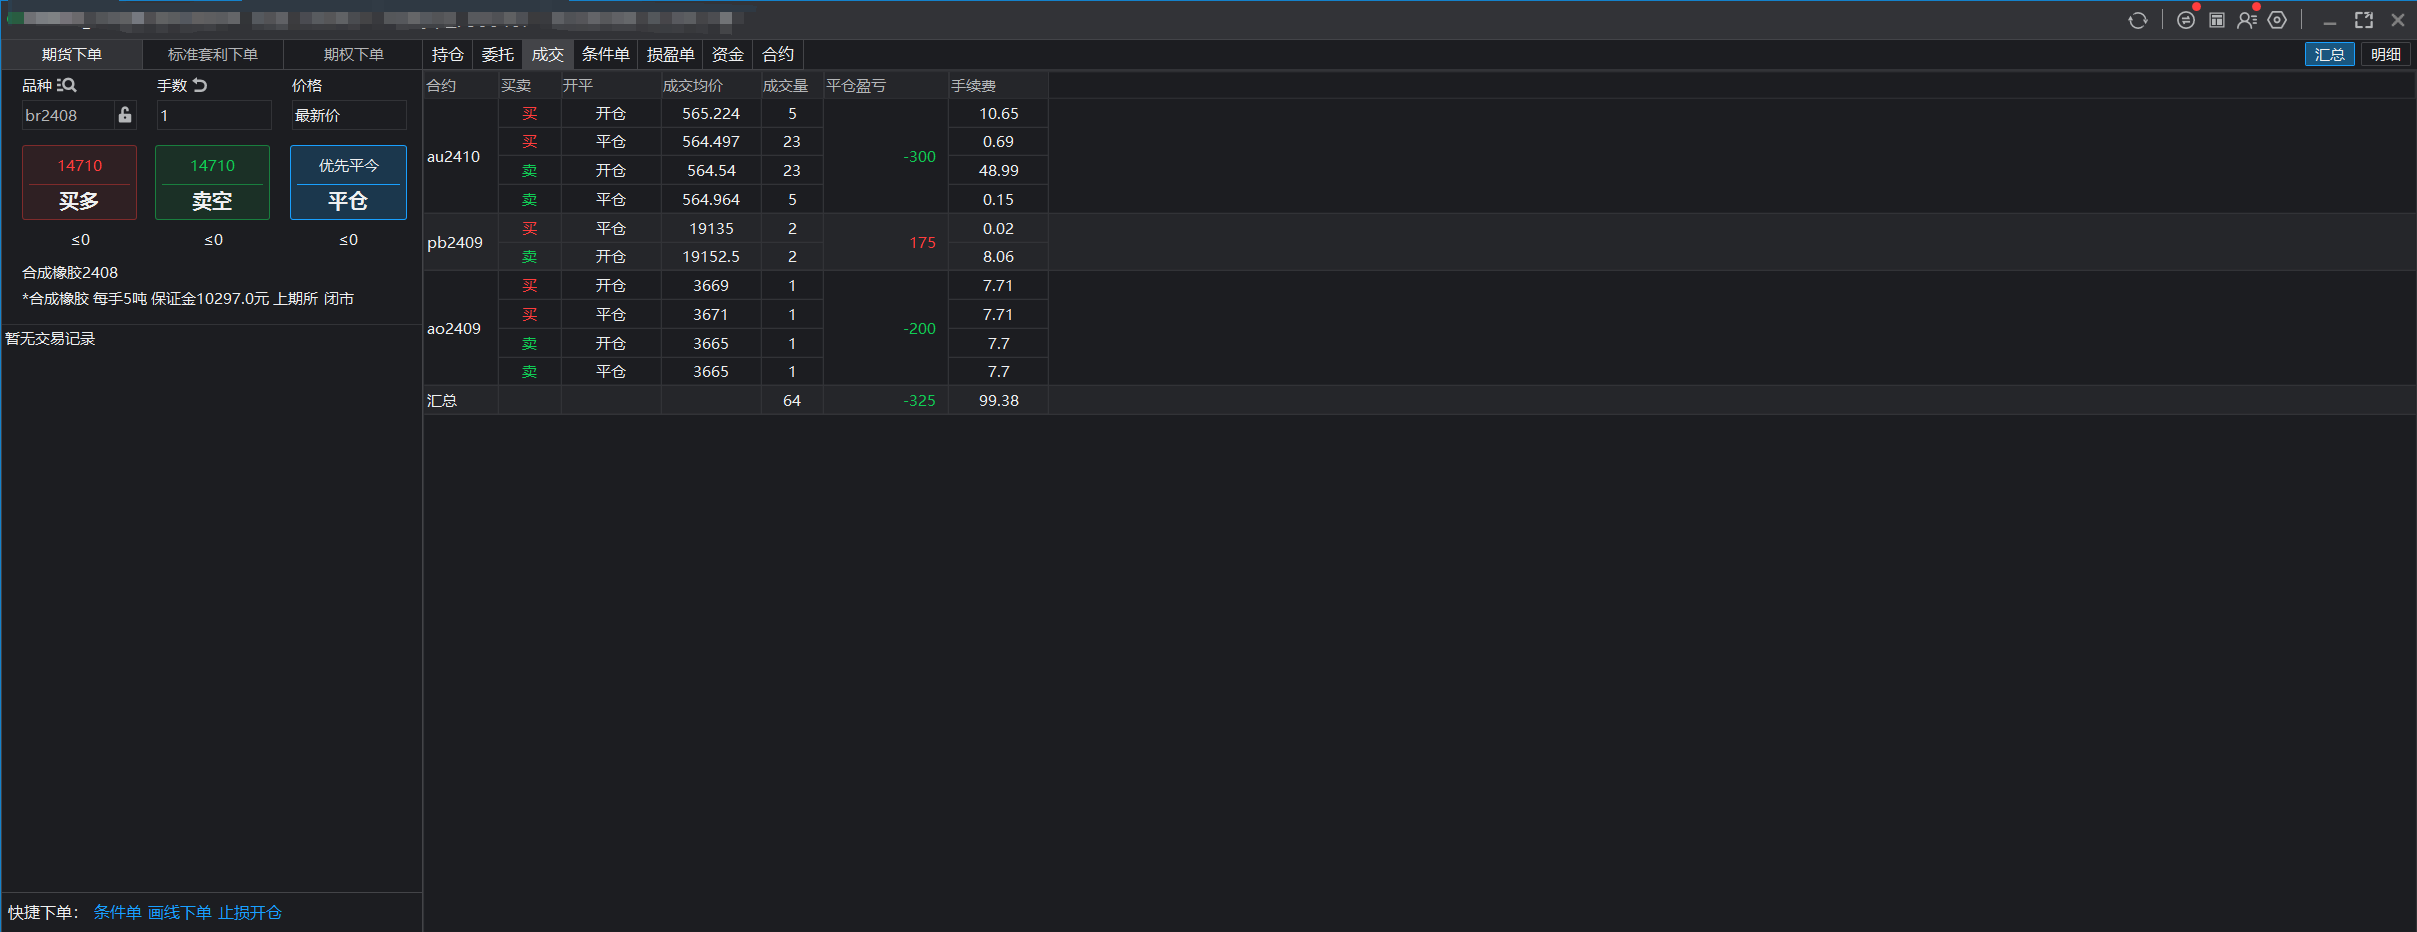 期货下单 标准套利下单 期权下单 持仓 委托 成交 条件单 损盈单 资金 合约 汇总 明细
品种 手数 价格
br2408 1 最新价
14710 14710 优先平今
买多 卖空 平仓
≤0 ≤0 ≤0
合成橡胶2408
*合成橡胶 每手5吨 保证金10297.0元 上期所 闭市
暂无交易记录
快捷下单： 条件单 画线下单 止损开仓
合约 买卖 开平 成交均价 成交量 平仓盈亏 手续费
au2410 -300
买 开仓 565.224 5 10.65
买 平仓 564.497 23 0.69
卖 开仓 564.54 23 48.99
卖 平仓 564.964 5 0.15
pb2409 175
买 平仓 19135 2 0.02
卖 开仓 19152.5 2 8.06
ao2409 -200
买 开仓 3669 1 7.71
买 平仓 3671 1 7.71
卖 开仓 3665 1 7.7
卖 平仓 3665 1 7.7
汇总 64 -325 99.38